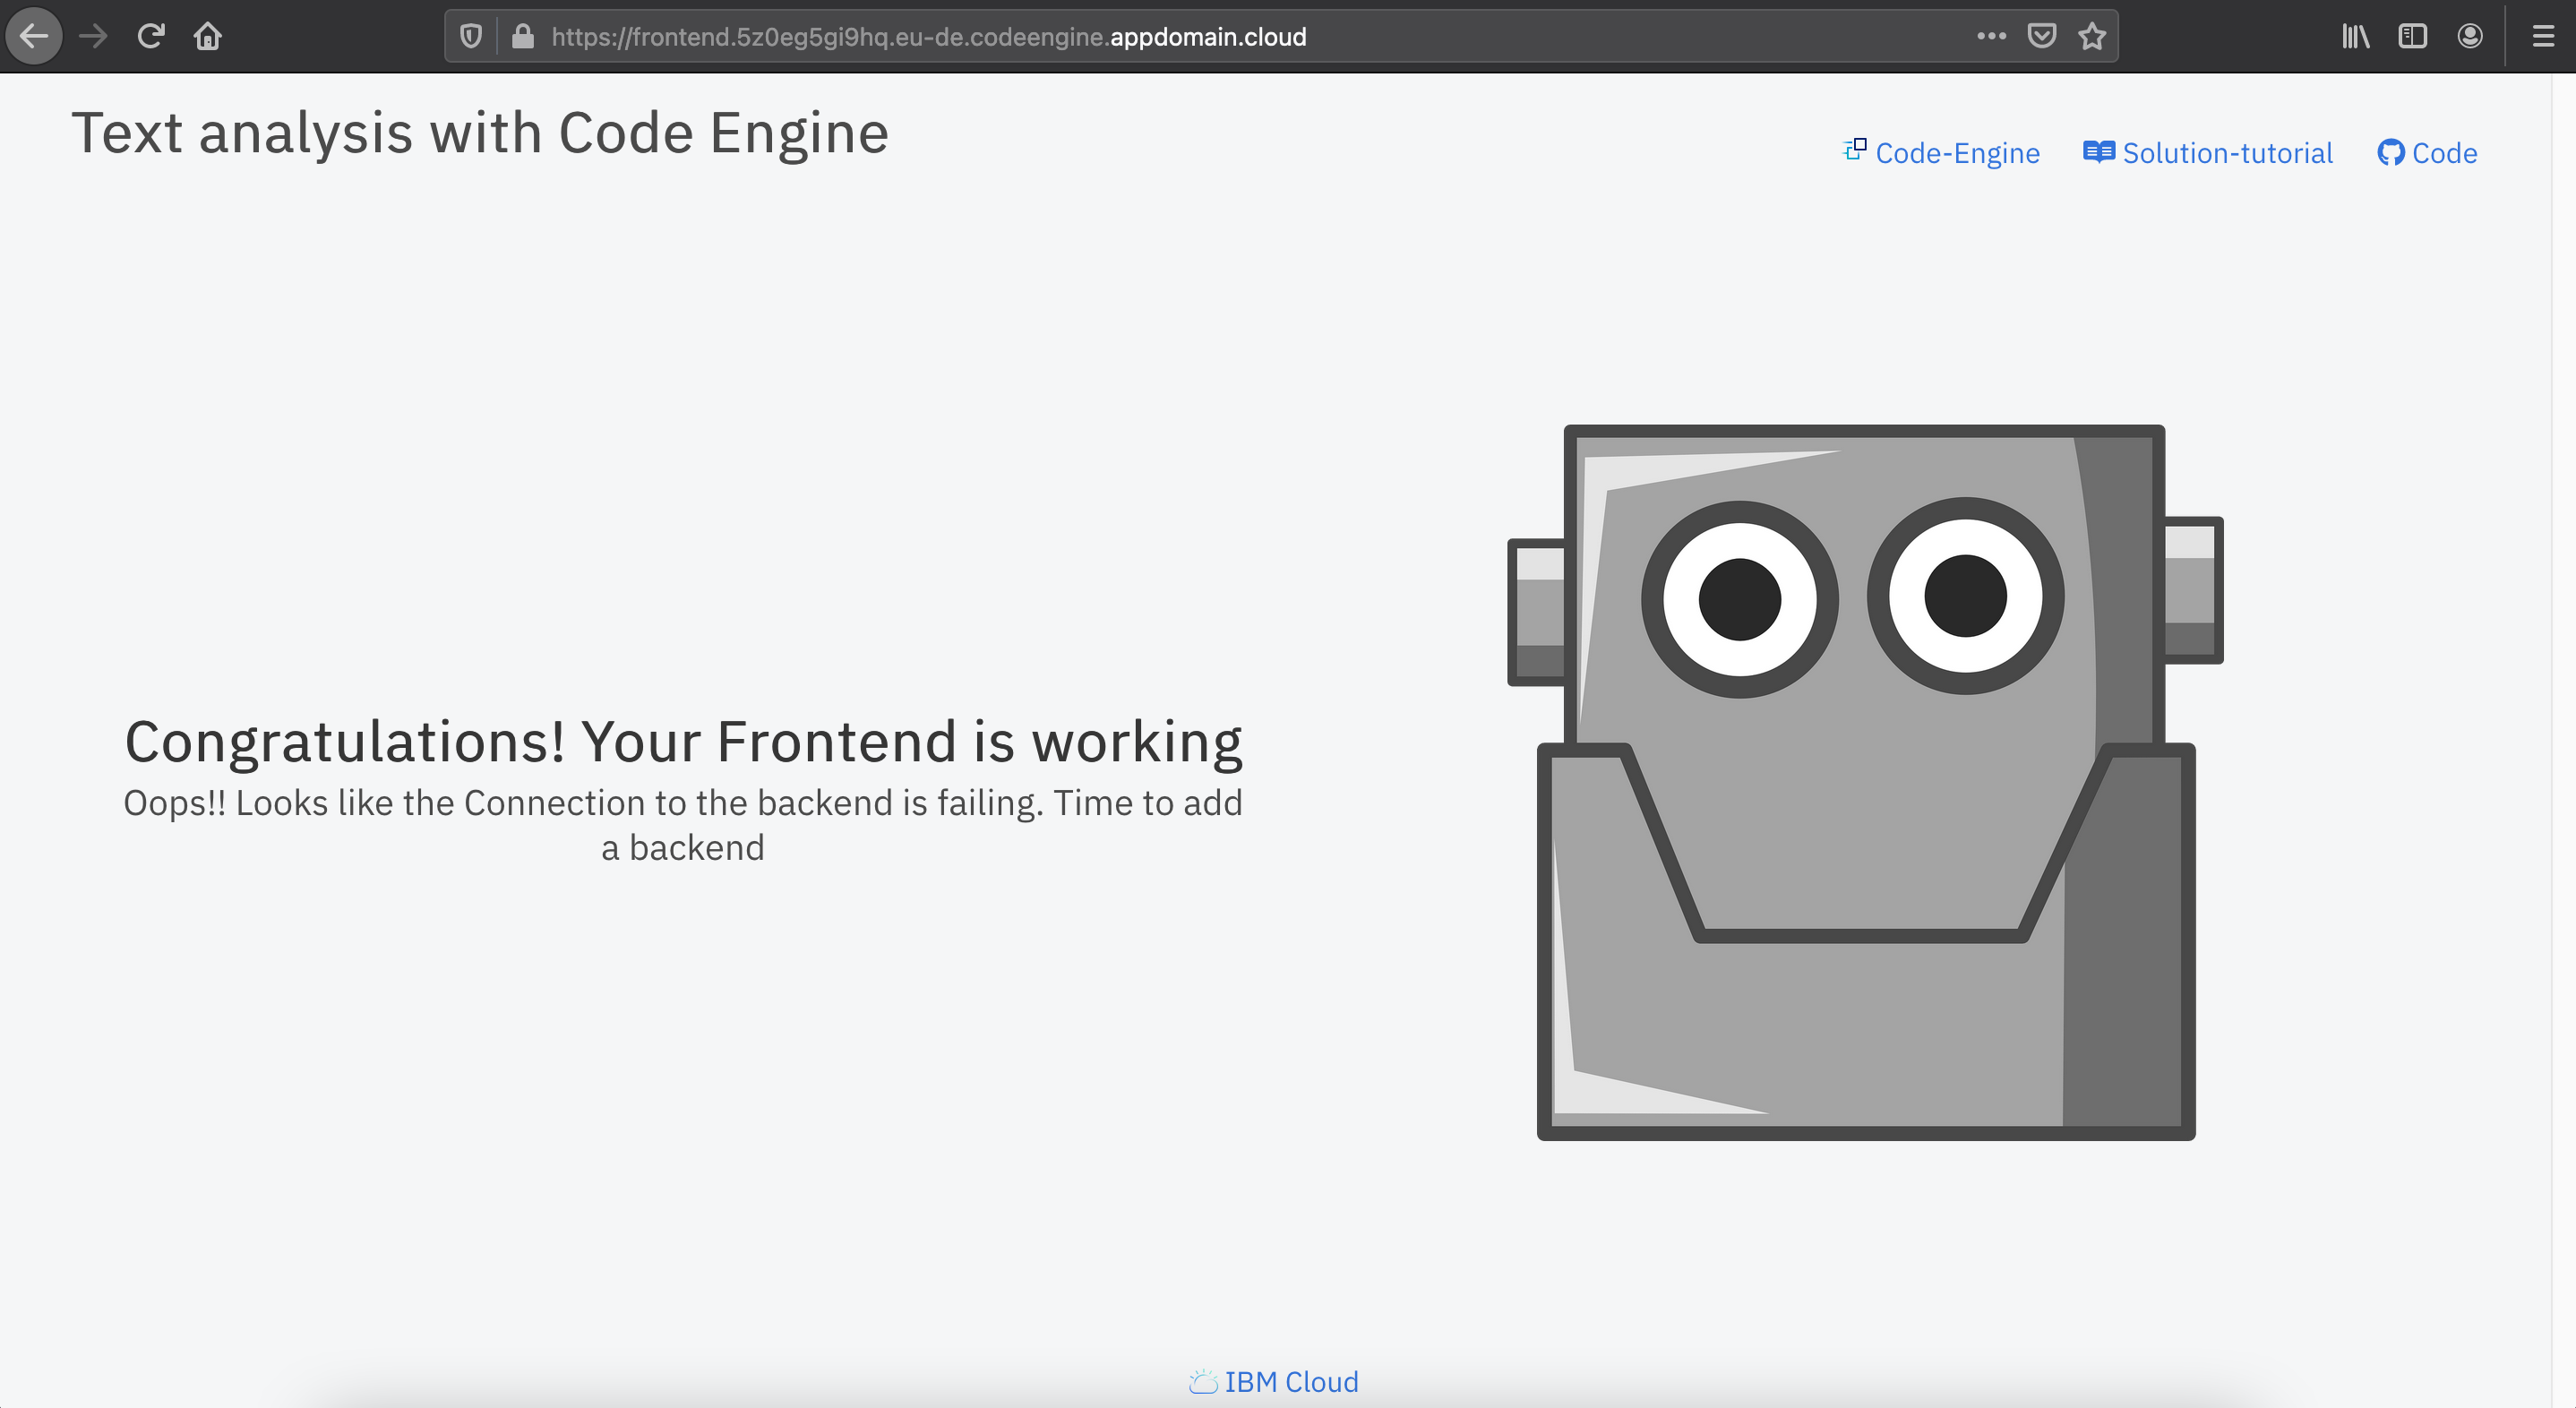 https://frontend.5z0eg5gi9hq.eu-de.codeengine.appdomain.cloud
Text analysis with Code Engine
Code-Engine Solution-tutorial Code
Congratulations! Your Frontend is working
Oops!! Looks like the Connection to the backend is failing. Time to add
a backend
IBM Cloud